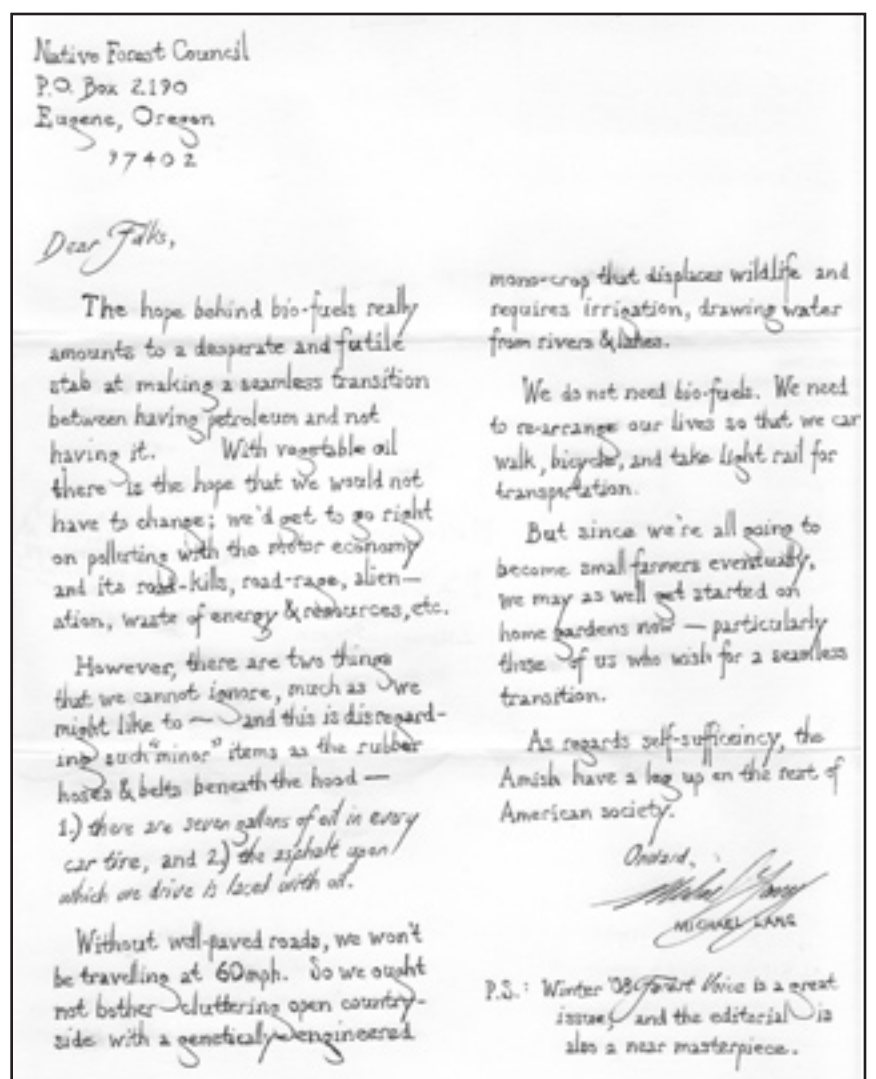 Native Forest Council
P.O. Box 2190
Eugene, Oregon
97402
Dear Folks,
The hope behind bio-fuels really
amounts to a desperate and futile
stab at making a seamless transition
between having petroleum and not
having it. With vegetable oil
there is the hope that we would not
have to change; we'd get to go right
on polluting with the motor economy
and its road-kills, road-rage, alien—
ation, waste of energy & resources, etc.
However, there are two things
that we cannot ignore, much as we
might like to — and this is disregard-
ing such "minor" items as the rubber
hoses & belts beneath the hood —
1.) there are seven gallons of oil in every
car tire, and 2.) the asphalt upon
which we drive is laced with oil.
Without well-paved roads, we won't
be travelling at 60mph. So we ought
not bother cluttering open country-
side with a genetically-engineered
mono-crop that displaces wildlife and
requires irrigation, drawing water
from rivers & lakes.
We do not need bio-fuels. We need
to re-arrange our lives so that we can
walk, bicycle, and take light rail for
transportation.
But since we're all going to
become small farmers eventually,
we may as well get started on
home gardens now — particularly
those of us who wish for a seamless
transition.
As regards self-sufficiency, the
Amish have a leg up on the rest of
American society.
Onward,
MICHAEL LANG
P.S.: Winter '08 Forest Voice is a great
issue, and the editorial is
also a near masterpiece.